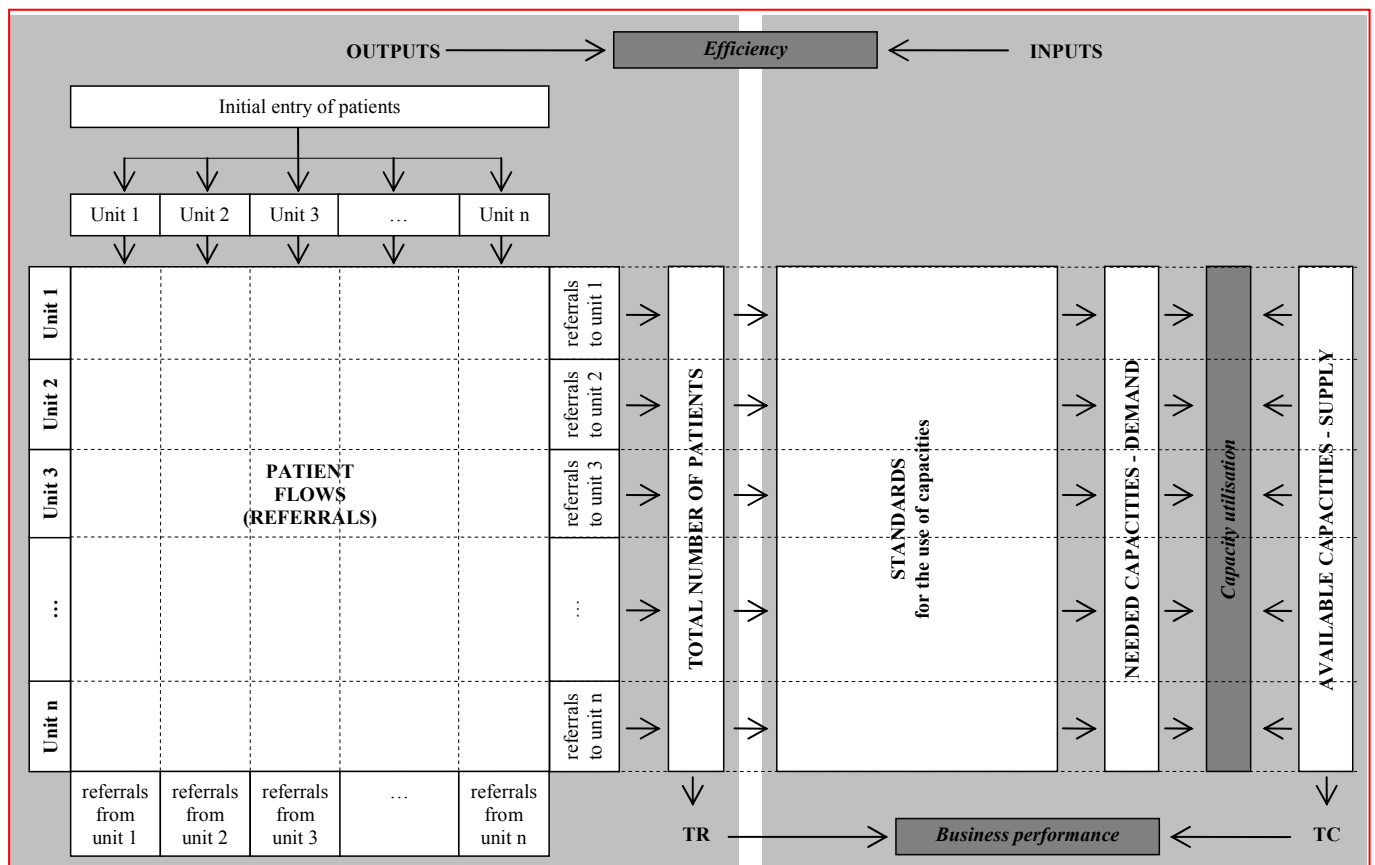 OUTPUTS
Efficiency
INPUTS
Initial entry of patients
Unit 1
Unit 2
Unit 3
…
Unit n
Unit 1
Unit 2
Unit 3
…
Unit n
PATIENT
FLOWS
(REFERRALS)
referrals
to unit 1
referrals
to unit 2
referrals
to unit 3
…
referrals
to unit n
TOTAL NUMBER OF PATIENTS
STANDARDS
for the use of capacities
NEEDED CAPACITIES - DEMAND
Capacity utilisation
AVAILABLE CAPACITIES - SUPPLY
referrals
from
unit 1
referrals
from
unit 2
referrals
from
unit 3
…
referrals
from
unit n
TR
Business performance
TC